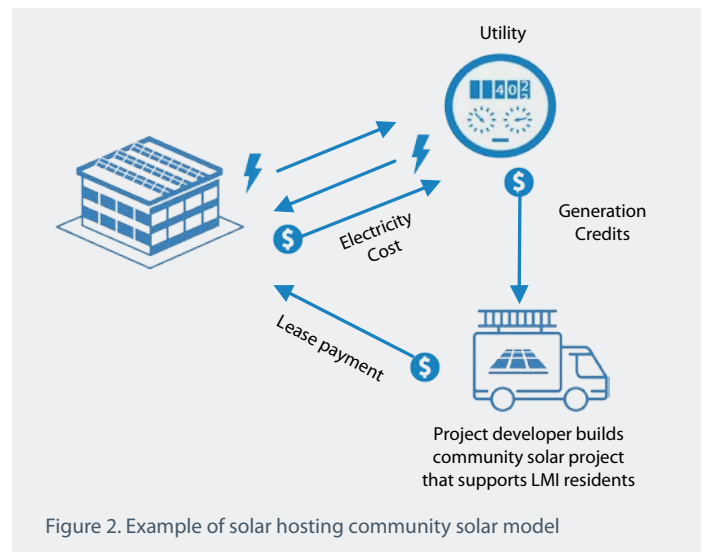 Utility
402
$
$
Electricity
Cost
Generation
Credits
Lease payment
$
Project developer builds
community solar project
that supports LMI residents
Figure 2. Example of solar hosting community solar model